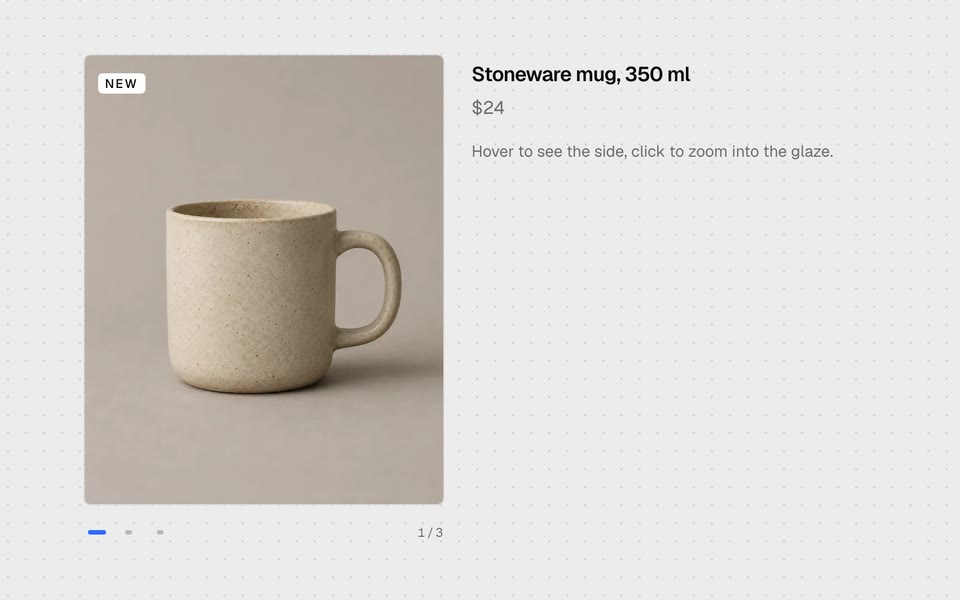 NEW
Stoneware mug, 350 ml
$24
Hover to see the side, click to zoom into the glaze.
1 / 3